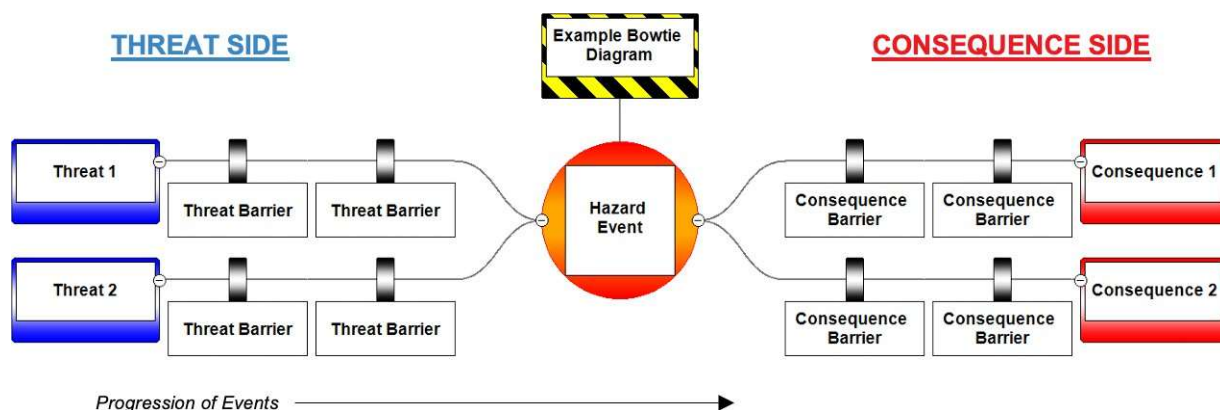 Example Bowtie
Diagram
THREAT SIDE
CONSEQUENCE SIDE
Threat 1
Threat Barrier
Threat Barrier
Hazard
Event
Consequence
Barrier
Consequence
Barrier
Consequence 1
Threat 2
Threat Barrier
Threat Barrier
Consequence
Barrier
Consequence
Barrier
Consequence 2
Progression of Events